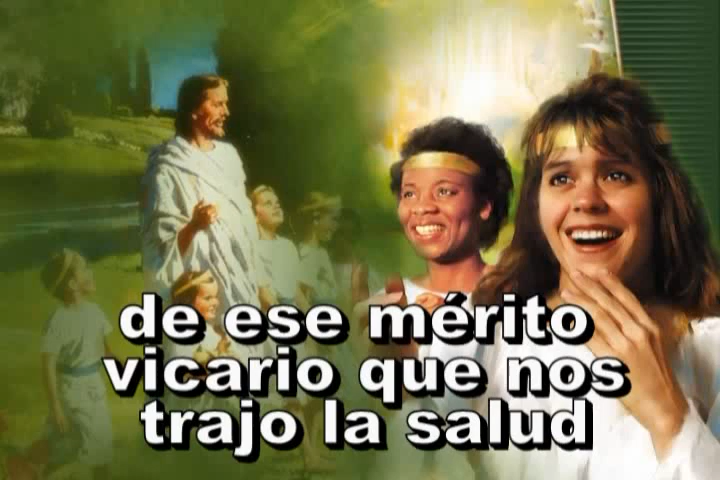 de ese mérito
vicario que nos
trajo la salud